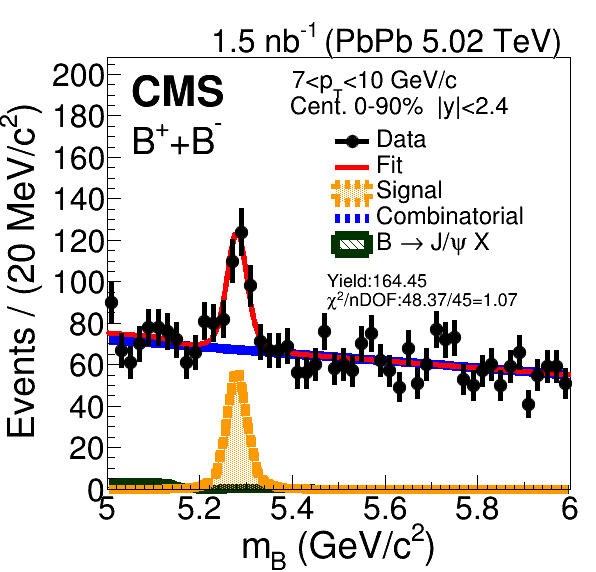 1.5 nb⁻¹ (PbPb 5.02 TeV)
CMS
B⁺+B⁻
7<p_T<10 GeV/c
Cent. 0-90% |y|<2.4
Data
Fit
Signal
Combinatorial
B → J/ψ X
Yield:164.45
χ²/nDOF:48.37/45=1.07
Events / (20 MeV/c²)
200
180
160
140
120
100
80
60
40
20
0
5 5.2 5.4 5.6 5.8 6
m_B (GeV/c²)